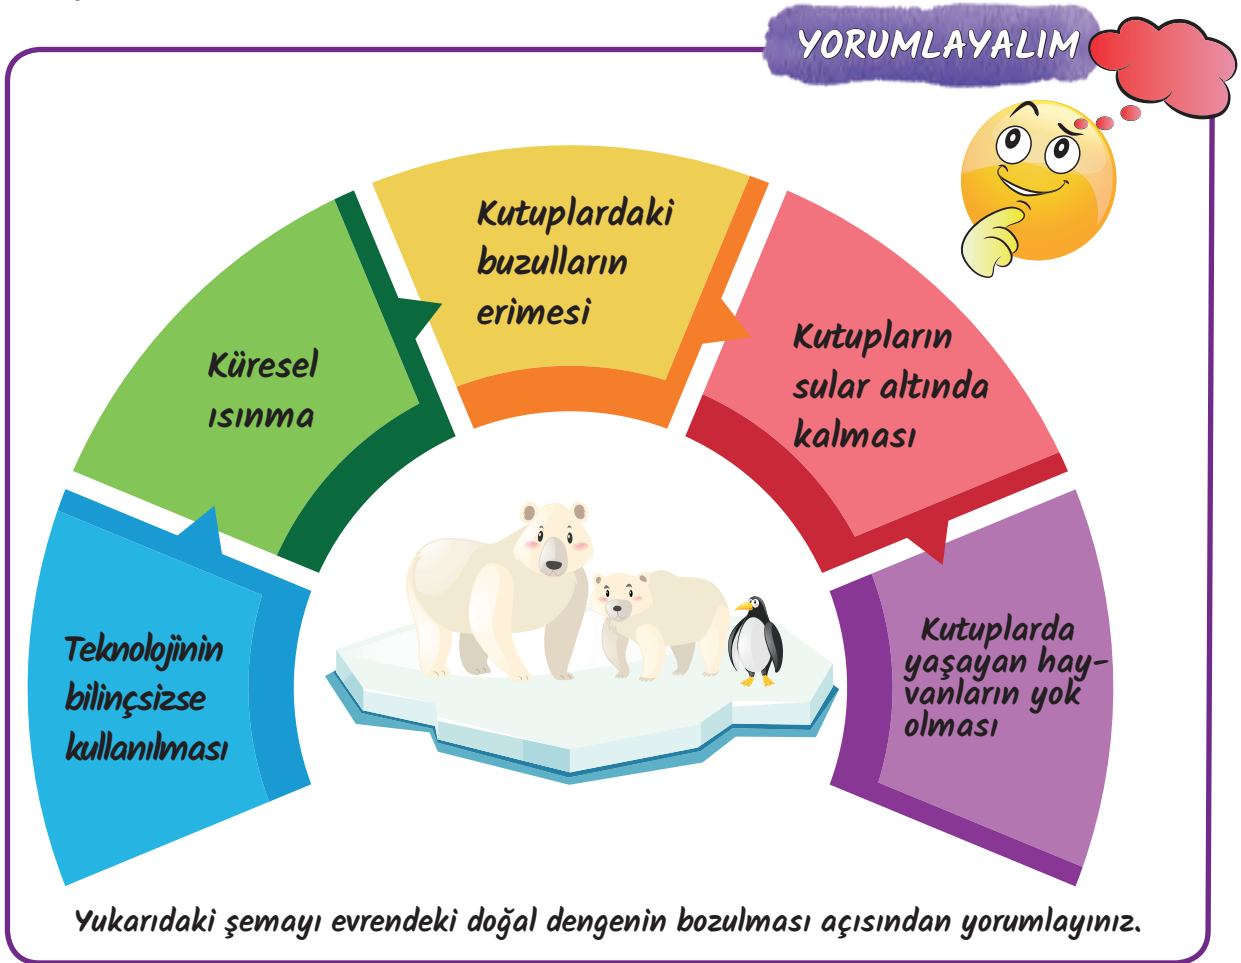 YORUMLAYALIM
Kutuplardaki
buzulların
erimesi
Küresel
ısınma
Kutupların
sular altında
kalması
Teknolojinin
bilinçsizse
kullanılması
Kutuplarda
yaşayan hay-
vanların yok
olması
Yukarıdaki şemayı evrendeki doğal dengenin bozulması açısından yorumlayınız.